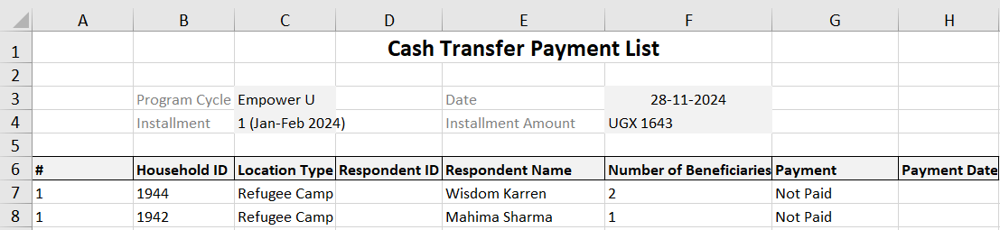 A B C D E F G H
1 Cash Transfer Payment List
2
3 Program Cycle Empower U Date 28-11-2024
4 Installment 1 (Jan-Feb 2024) Installment Amount UGX 1643
5
6 # Household ID Location Type Respondent ID Respondent Name Number of Beneficiaries Payment Payment Date
7 1 1944 Refugee Camp Wisdom Karren 2 Not Paid
8 1 1942 Refugee Camp Mahima Sharma 1 Not Paid